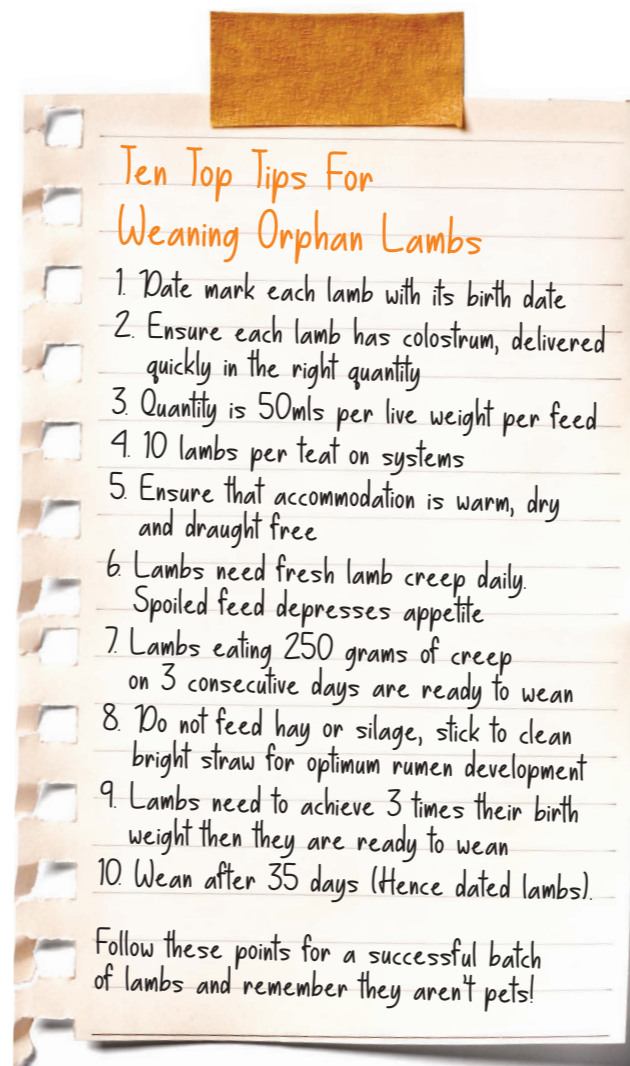 Ten Top Tips For
Weaning Orphan Lambs
1. Date mark each lamb with its birth date
2. Ensure each lamb has colostrum, delivered
quickly in the right quantity
3. Quantity is 50mls per live weight per feed
4. 10 lambs per teat on systems
5. Ensure that accommodation is warm, dry
and draught free
6. Lambs need fresh lamb creep daily.
Spoiled feed depresses appetite
7. Lambs eating 250 grams of creep
on 3 consecutive days are ready to wean
8. Do not feed hay or silage, stick to clean
bright straw for optimum rumen development
9. Lambs need to achieve 3 times their birth
weight then they are ready to wean
10. Wean after 35 days (Hence dated lambs).
Follow these points for a successful batch
of lambs and remember they aren't pets!